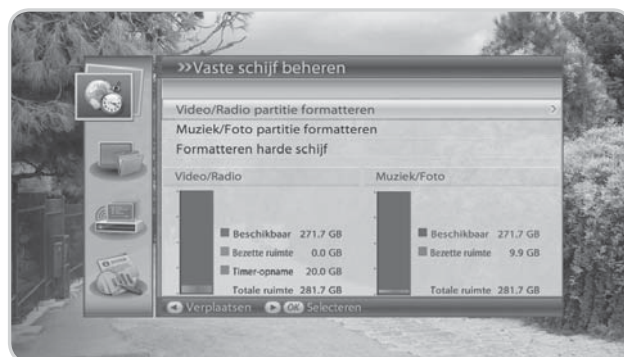 >>Vaste schijf beheren
Video/Radio partitie formatteren
Muziek/Foto partitie formatteren
Formatteren harde schijf
Video/Radio
Beschikbaar 271.7 GB
Bezette ruimte 0.0 GB
Timer-opname 20.0 GB
Totale ruimte 281.7 GB
Muziek/Foto
Beschikbaar 271.7 GB
Bezette ruimte 9.9 GB
Totale ruimte 281.7 GB
Verplaatsen OK Selecteren